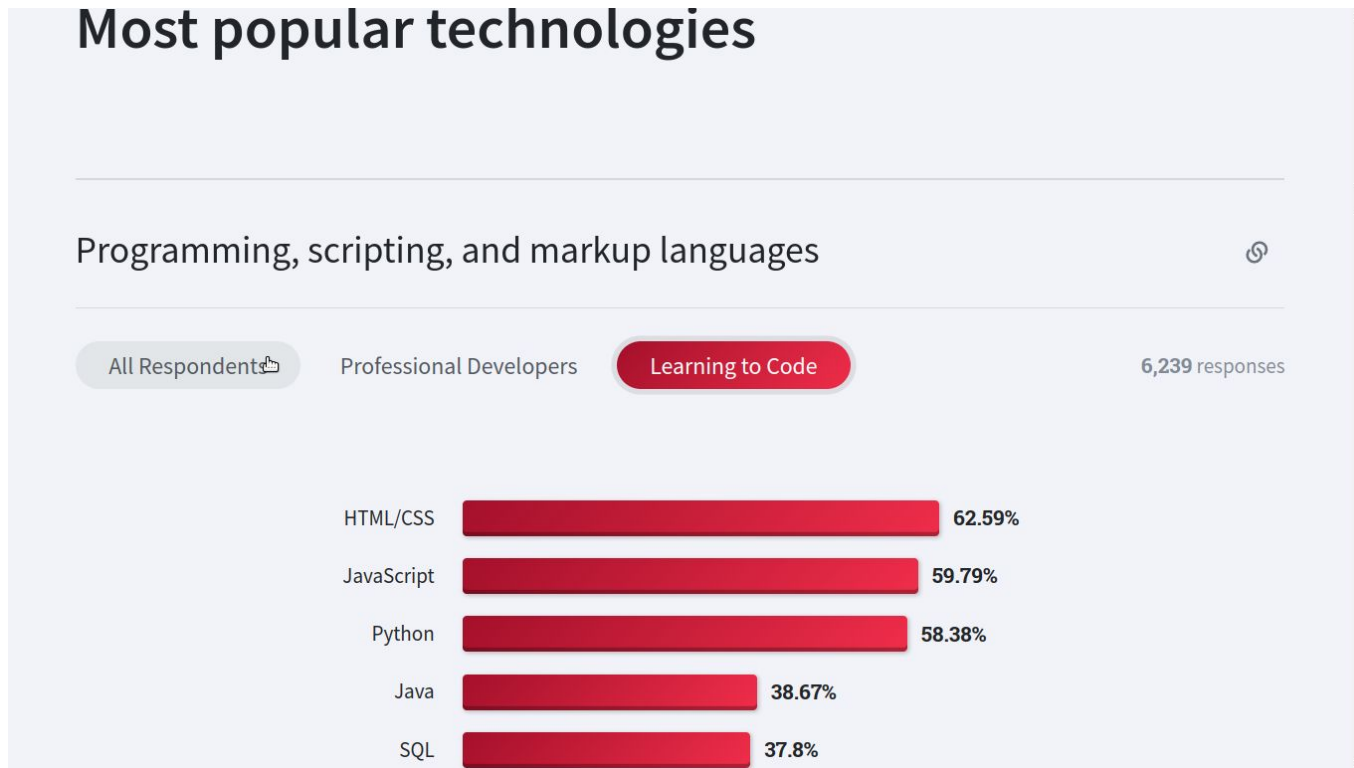 Most popular technologies
Programming, scripting, and markup languages
All Respondents Professional Developers Learning to Code 6,239 responses
HTML/CSS 62.59%
JavaScript 59.79%
Python 58.38%
Java 38.67%
SQL 37.8%